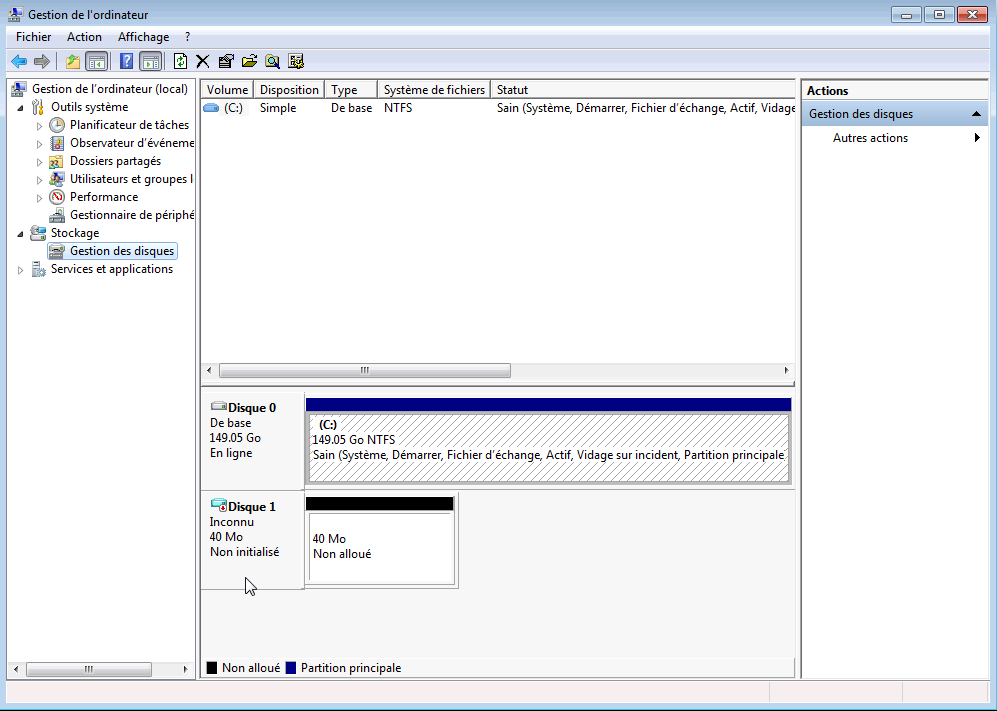 Gestion de l'ordinateur
Fichier Action Affichage ?
Gestion de l'ordinateur (local)
Outils système
Planificateur de tâches
Observateur d'événeme
Dossiers partagés
Utilisateurs et groupes l
Performance
Gestionnaire de périphé
Stockage
Gestion des disques
Services et applications
Volume Disposition Type Système de fichiers Statut
(C:) Simple De base NTFS Sain (Système, Démarrer, Fichier d'échange, Actif, Vidage
Disque 0
De base
149.05 Go
En ligne
(C:)
149.05 Go NTFS
Sain (Système, Démarrer, Fichier d'échange, Actif, Vidage sur incident, Partition principale
Disque 1
Inconnu
40 Mo
Non initialisé
40 Mo
Non alloué
Non alloué Partition principale
Actions
Gestion des disques
Autres actions